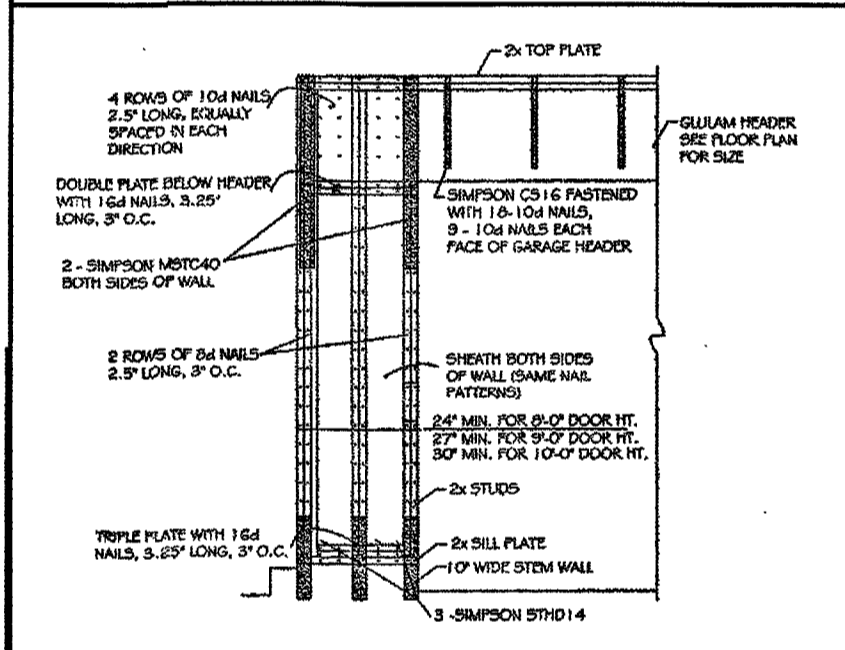 2x TOP PLATE
4 ROWS OF 10d NAILS,
2.5" LONG, EQUALLY
SPACED IN EACH
DIRECTION
GLULAM HEADER
SEE FLOOR PLAN
FOR SIZE
DOUBLE PLATE BELOW HEADER
WITH 16d NAILS, 3.25"
LONG, 3" O.C.
SIMPSON CS16 FASTENED
WITH 18-10d NAILS,
9 - 10d NAILS EACH
FACE OF GARAGE HEADER
2 - SIMPSON MSTC40
BOTH SIDES OF WALL
2 ROWS OF 8d NAILS
2.5" LONG, 3" O.C.
SHEATH BOTH SIDES
OF WALL (SAME NAIL
PATTERNS)
24" MIN. FOR 8'-0" DOOR HT.
27" MIN. FOR 9'-0" DOOR HT.
30" MIN. FOR 10'-0" DOOR HT.
2x STUDS
TRIPLE PLATE WITH 16d
NAILS, 3.25" LONG, 3" O.C.
2x SILL PLATE
10" WIDE STEM WALL
3 -SIMPSON STHD14